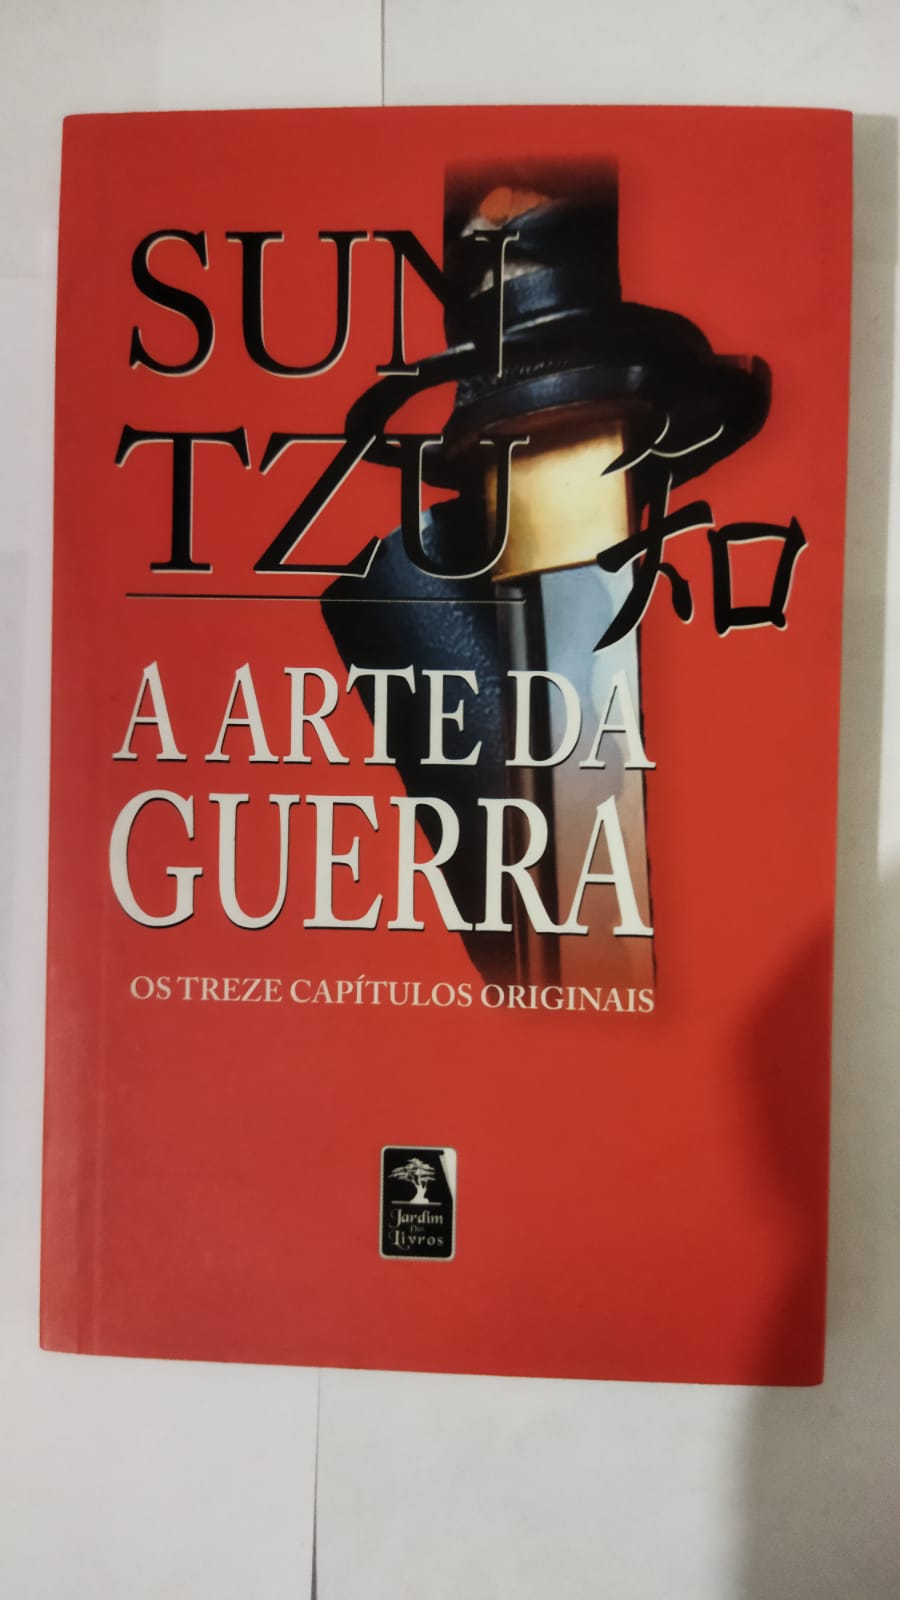 SUN
TZU
知
A ARTE DA
GUERRA
OS TREZE CAPÍTULOS ORIGINAIS
Jardim
Dos
Livros